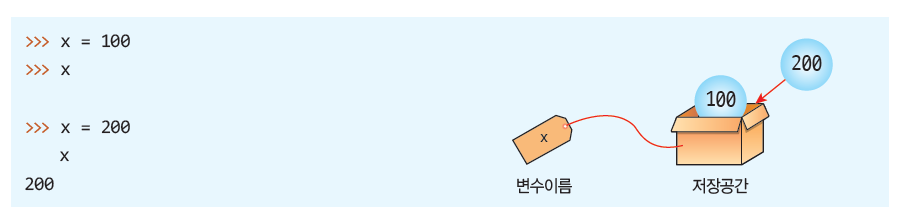 >>> x = 100
>>> x
>>> x = 200
x
200
200
100
x
변수이름
저장공간